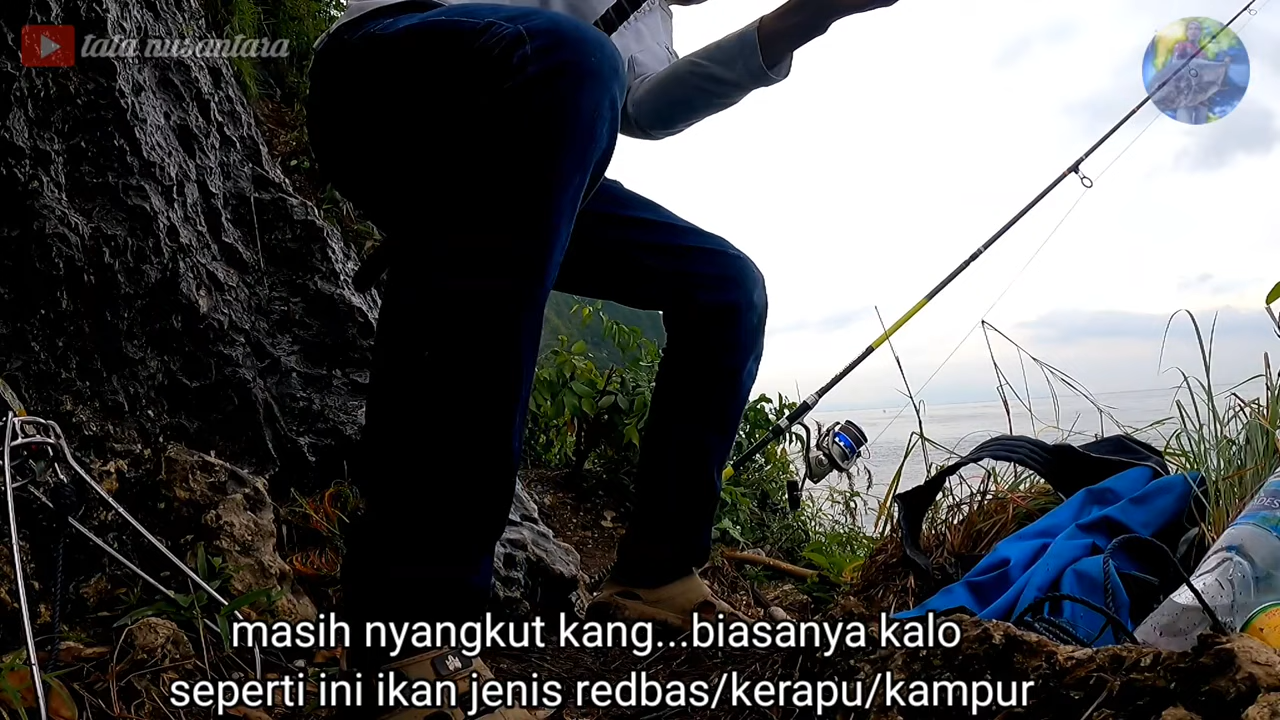 tata nusantara
masih nyangkut kang...biasanya kalo
seperti ini ikan jenis redbas/kerapu/kampur